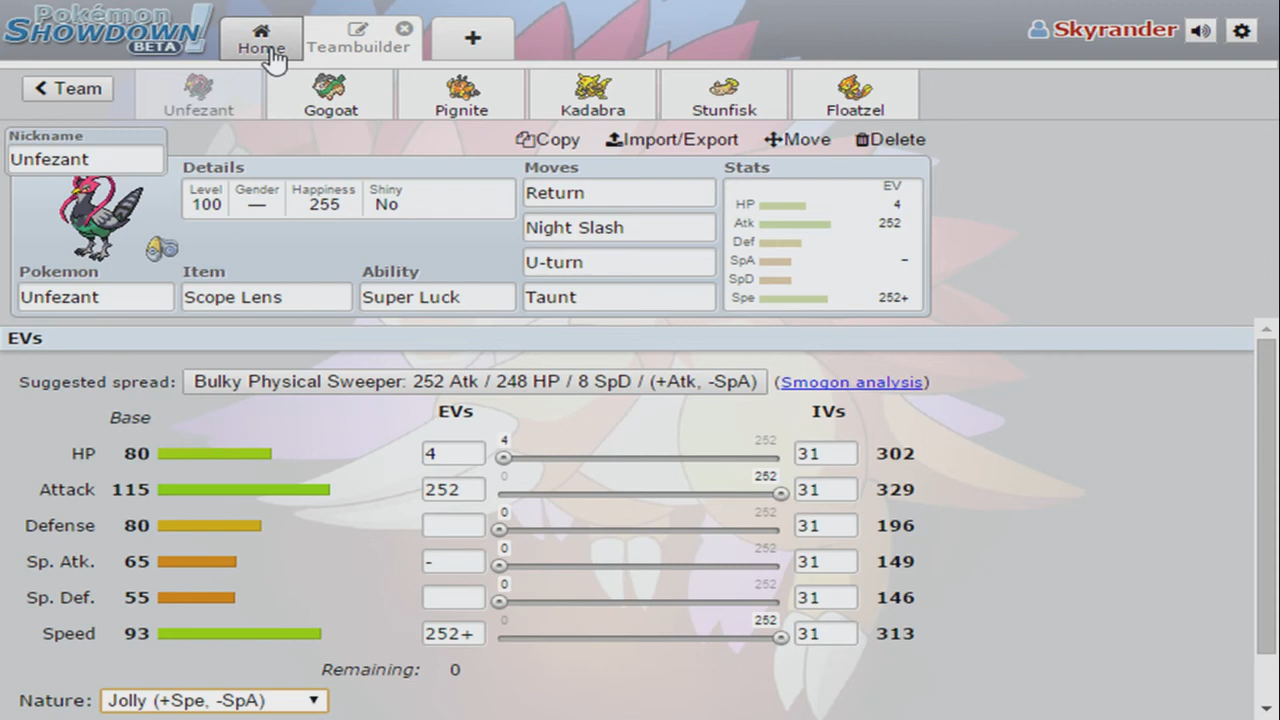 Pokémon
SHOWDOWN!
BETA
Home
Teambuilder
+
Skyrander
< Team
Unfezant
Gogoat
Pignite
Kadabra
Stunfisk
Floatzel
Nickname
Unfezant
Copy
Import/Export
Move
Delete
Details
Level Gender Happiness Shiny
100 — 255 No
Moves
Return
Night Slash
U-turn
Taunt
Stats
EV
HP 4
Atk 252
Def
SpA –
SpD
Spe 252+
Pokemon
Unfezant
Item
Scope Lens
Ability
Super Luck
EVs
Suggested spread: Bulky Physical Sweeper: 252 Atk / 248 HP / 8 SpD / (+Atk, -SpA) (Smogon analysis)
Base EVs IVs
HP 80 4 4 252 31 302
Attack 115 252 0 252 31 329
Defense 80 0 252 31 196
Sp. Atk. 65 - 0 252 31 149
Sp. Def. 55 0 252 31 146
Speed 93 252+ 0 252 31 313
Remaining: 0
Nature: Jolly (+Spe, -SpA)